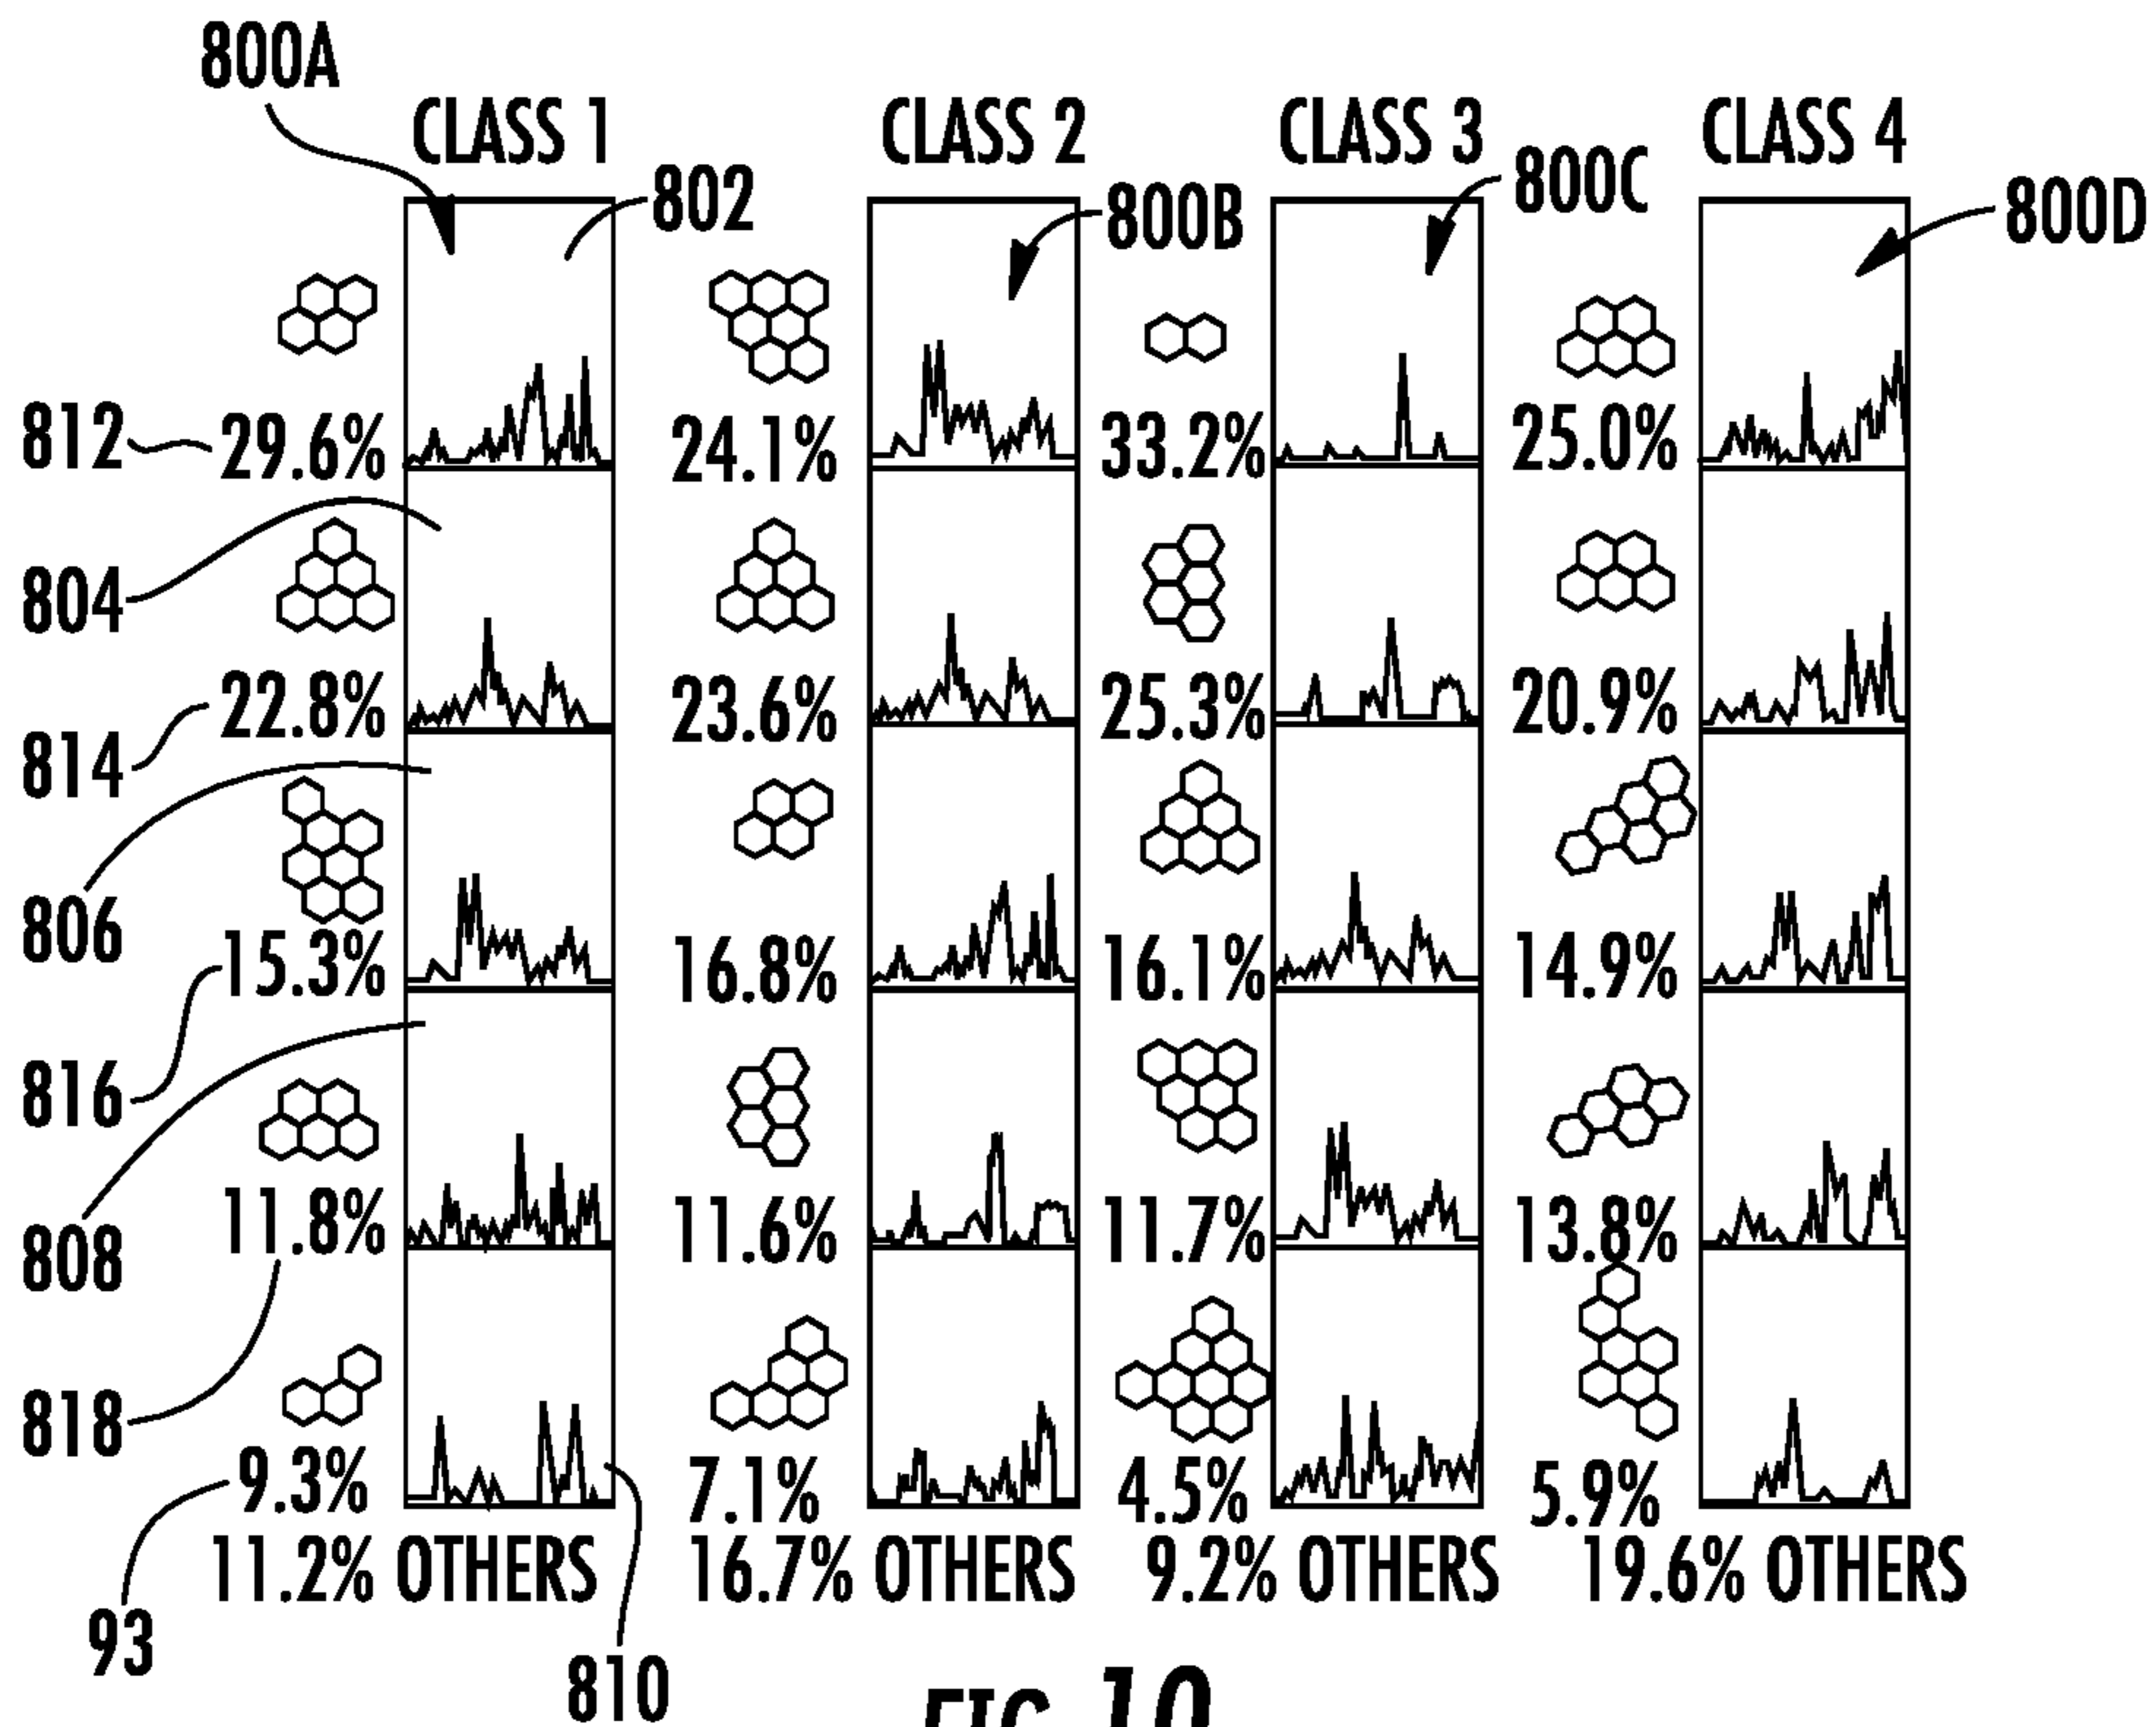 800A
CLASS 1 CLASS 2 CLASS 3 CLASS 4
802 800B 800C 800D
812 29.6% 24.1% 33.2% 25.0%
804
814 22.8% 23.6% 25.3% 20.9%
806 15.3% 16.8% 16.1% 14.9%
816
808 11.8% 11.6% 11.7% 13.8%
818
9.3% 7.1% 4.5% 5.9%
11.2% OTHERS 16.7% OTHERS 9.2% OTHERS 19.6% OTHERS
93
810